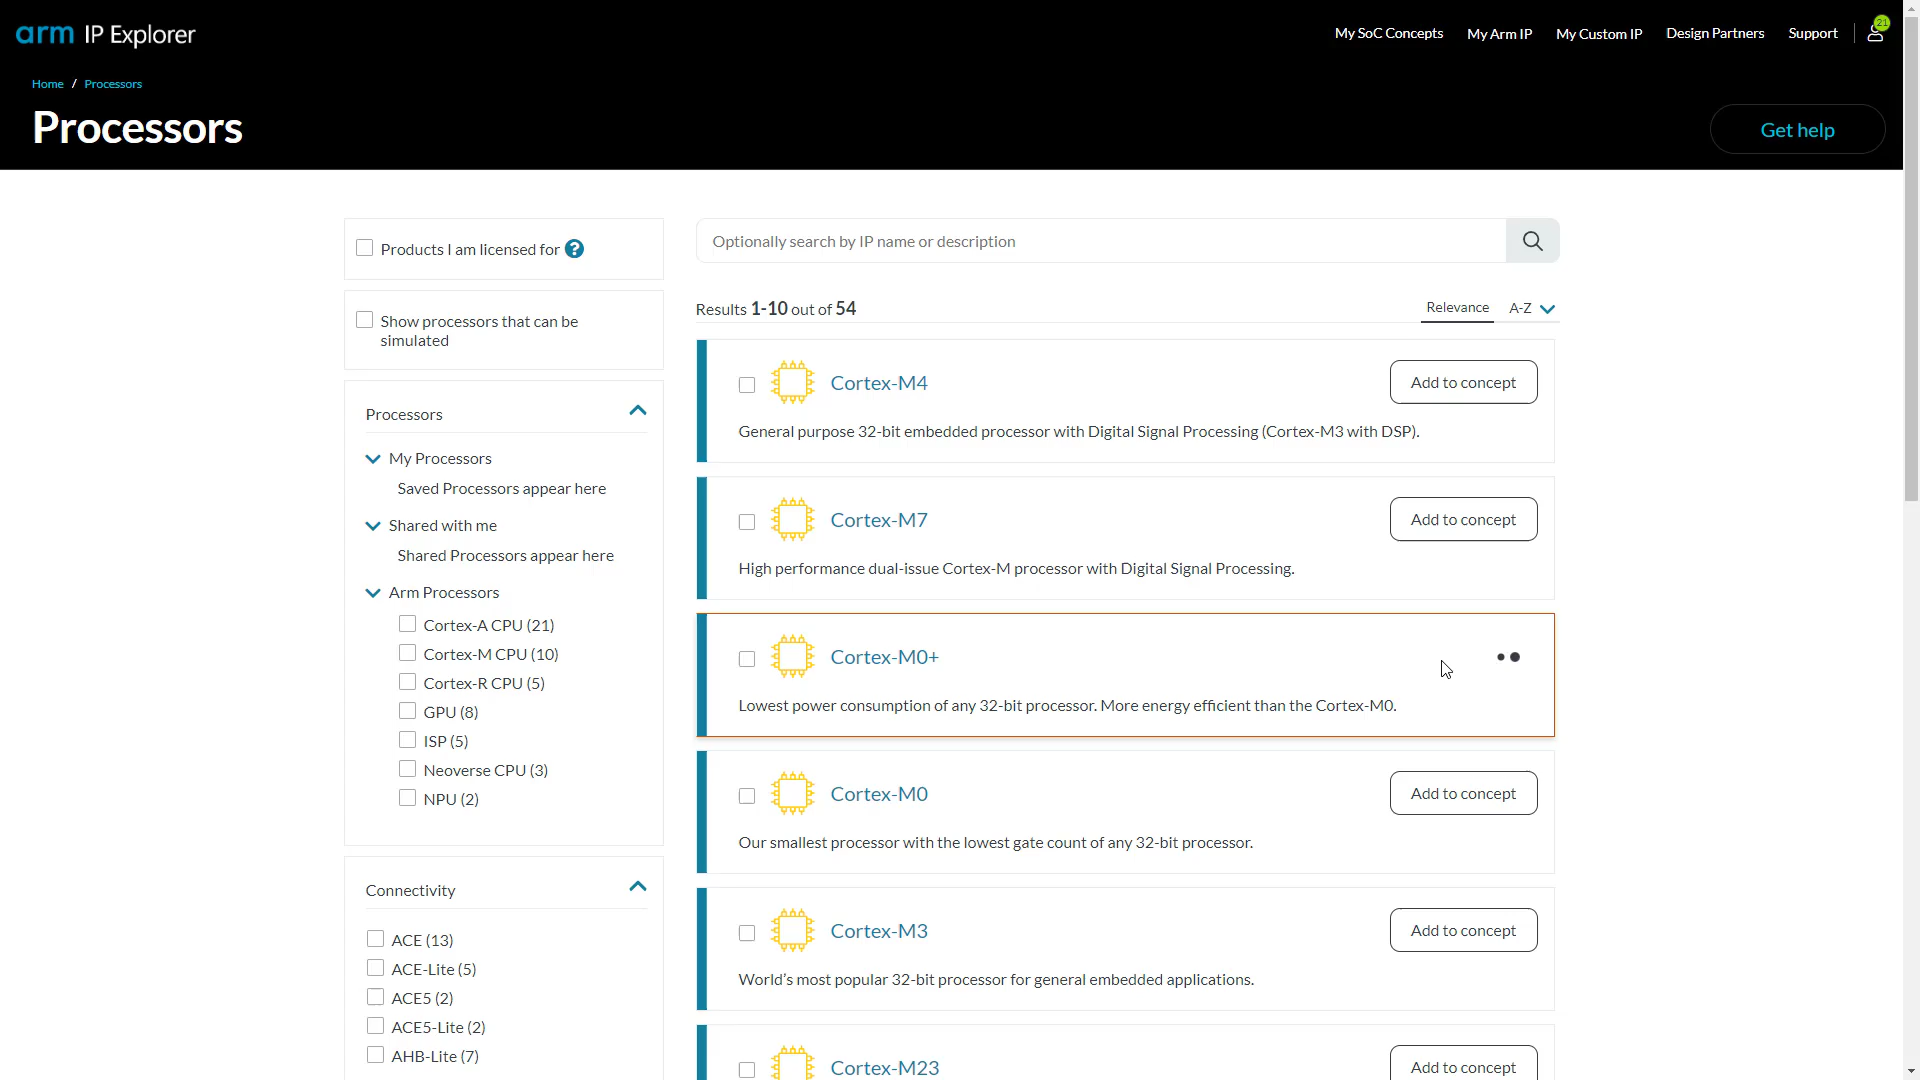 arm IP Explorer
My SoC Concepts
My Arm IP
My Custom IP
Design Partners
Support
21
Home / Processors
Processors
Get help
Products I am licensed for ?
Show processors that can be
simulated
Processors
My Processors
Saved Processors appear here
Shared with me
Shared Processors appear here
Arm Processors
Cortex-A CPU (21)
Cortex-M CPU (10)
Cortex-R CPU (5)
GPU (8)
ISP (5)
Neoverse CPU (3)
NPU (2)
Connectivity
ACE (13)
ACE-Lite (5)
ACE5 (2)
ACE5-Lite (2)
AHB-Lite (7)
Optionally search by IP name or description
Results 1-10 out of 54
Relevance
A-Z
Cortex-M4
Add to concept
General purpose 32-bit embedded processor with Digital Signal Processing (Cortex-M3 with DSP).
Cortex-M7
Add to concept
High performance dual-issue Cortex-M processor with Digital Signal Processing.
Cortex-M0+
Lowest power consumption of any 32-bit processor. More energy efficient than the Cortex-M0.
Cortex-M0
Add to concept
Our smallest processor with the lowest gate count of any 32-bit processor.
Cortex-M3
Add to concept
World's most popular 32-bit processor for general embedded applications.
Cortex-M23
Add to concept